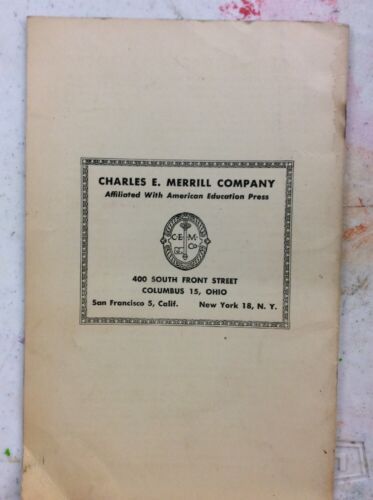 CHARLES E. MERRILL COMPANY
Affiliated With American Education Press
C.E. M.
Co
400 SOUTH FRONT STREET
COLUMBUS 15, OHIO
San Francisco 5, Calif. New York 18, N. Y.